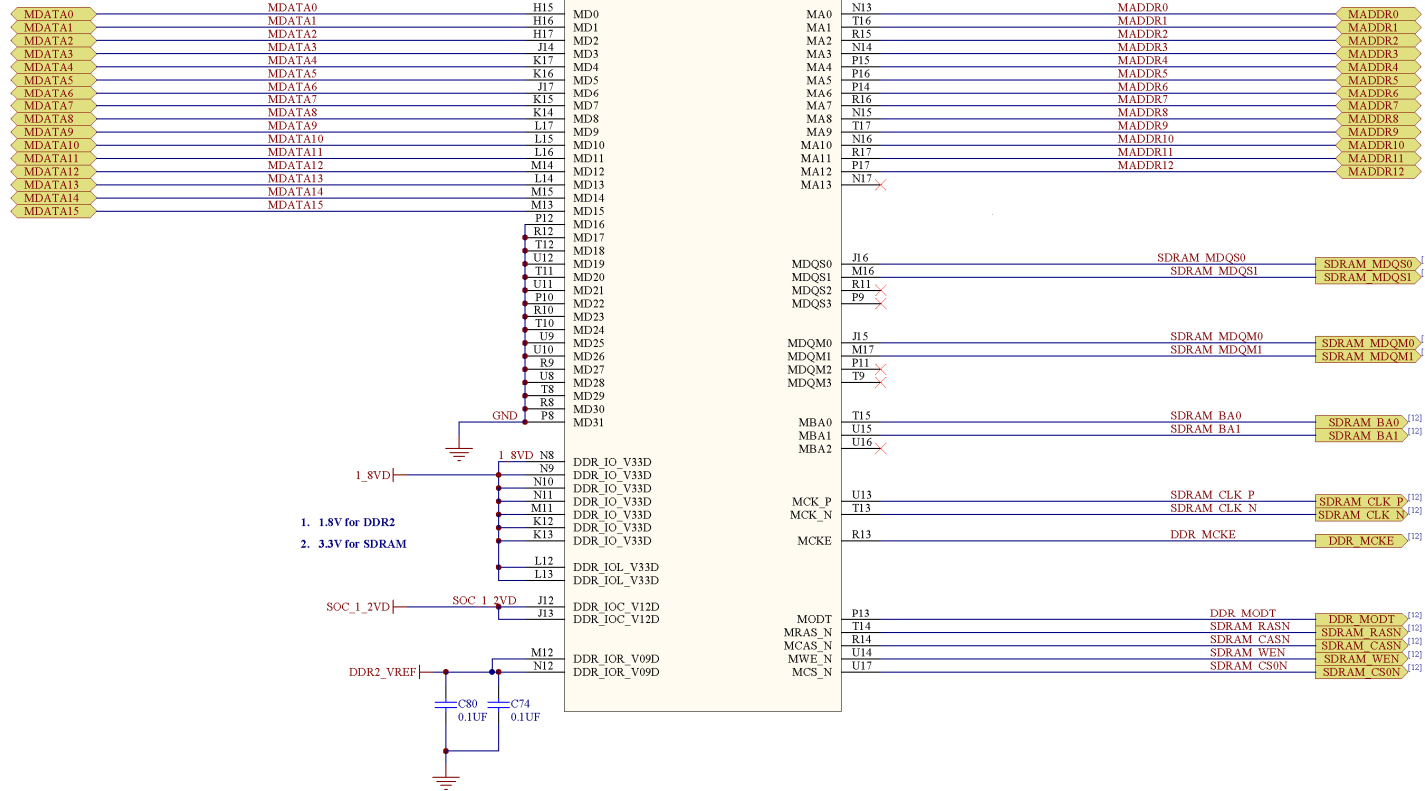 MDATA0 MDATA0 H15 MD0 MA0 N13 MADDR0 MADDR0
MDATA1 MDATA1 H16 MD1 MA1 T16 MADDR1 MADDR1
MDATA2 MDATA2 H17 MD2 MA2 R15 MADDR2 MADDR2
MDATA3 MDATA3 J14 MD3 MA3 N14 MADDR3 MADDR3
MDATA4 MDATA4 K17 MD4 MA4 P15 MADDR4 MADDR4
MDATA5 MDATA5 K16 MD5 MA5 P16 MADDR5 MADDR5
MDATA6 MDATA6 J17 MD6 MA6 P14 MADDR6 MADDR6
MDATA7 MDATA7 K15 MD7 MA7 R16 MADDR7 MADDR7
MDATA8 MDATA8 K14 MD8 MA8 N15 MADDR8 MADDR8
MDATA9 MDATA9 L17 MD9 MA9 T17 MADDR9 MADDR9
MDATA10 MDATA10 L15 MD10 MA10 N16 MADDR10 MADDR10
MDATA11 MDATA11 L16 MD11 MA11 R17 MADDR11 MADDR11
MDATA12 MDATA12 M14 MD12 MA12 P17 MADDR12 MADDR12
MDATA13 MDATA13 L14 MD13 MA13 N17
MDATA14 MDATA14 M15 MD14
MDATA15 MDATA15 M13 MD15
P12 MD16
R12 MD17
T12 MD18
U12 MD19 MDQS0 J16 SDRAM_MDQS0 SDRAM_MDQS0
T11 MD20 MDQS1 M16 SDRAM_MDQS1 SDRAM_MDQS1
U11 MD21 MDQS2 R11
P10 MD22 MDQS3 P9
R10 MD23
T10 MD24
U9 MD25 MDQM0 J15 SDRAM_MDQM0 SDRAM_MDQM0
U10 MD26 MDQM1 M17 SDRAM_MDQM1 SDRAM_MDQM1
R9 MD27 MDQM2 P11
U8 MD28 MDQM3 T9
T8 MD29
R8 MD30
GND P8 MD31 MBA0 T15 SDRAM_BA0 SDRAM_BA0 [12]
MBA1 U15 SDRAM_BA1 SDRAM_BA1 [12]
MBA2 U16
1_8VD N8 DDR_IO_V33D
1_8VD N9 DDR_IO_V33D
N10 DDR_IO_V33D
N11 DDR_IO_V33D MCK_P U13 SDRAM_CLK_P SDRAM_CLK_P [12]
M11 DDR_IO_V33D MCK_N T13 SDRAM_CLK_N SDRAM_CLK_N [12]
1. 1.8V for DDR2
K12 DDR_IO_V33D
2. 3.3V for SDRAM
K13 DDR_IO_V33D MCKE R13 DDR_MCKE DDR_MCKE [12]
L12 DDR_IOL_V33D
L13 DDR_IOL_V33D
SOC_1_2VD SOC_1_2VD J12 DDR_IOC_V12D
J13 DDR_IOC_V12D MODT P13 DDR_MODT DDR_MODT [12]
MRAS_N T14 SDRAM_RASN SDRAM_RASN [12]
MCAS_N R14 SDRAM_CASN SDRAM_CASN [12]
M12 DDR_IOR_V09D MWE_N U14 SDRAM_WEN SDRAM_WEN [12]
DDR2_VREF N12 DDR_IOR_V09D MCS_N U17 SDRAM_CS0N SDRAM_CS0N [12]
C80 C74
0.1UF 0.1UF